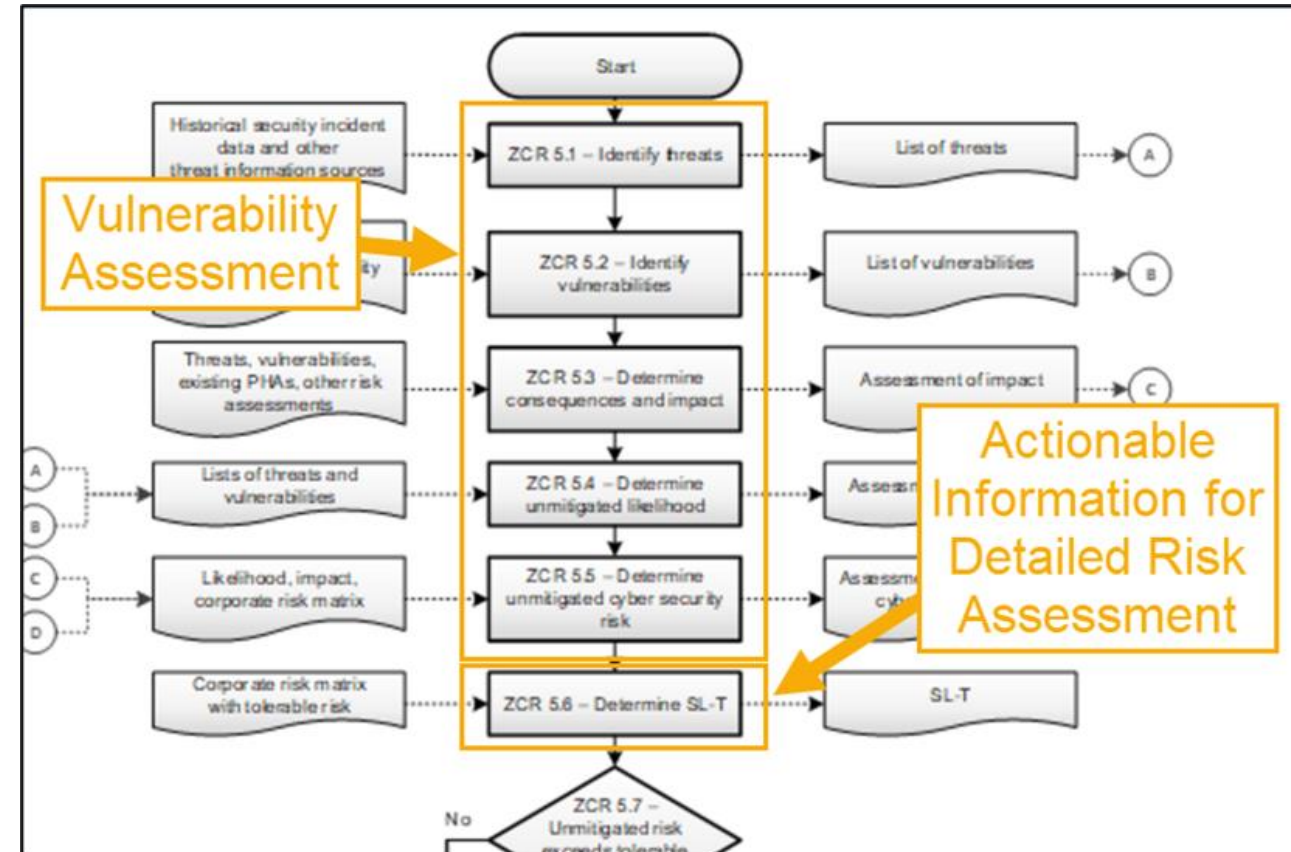 Start
Historical security incident
data and other
threat information sources
ZCR 5.1 – Identify threats
List of threats
A
Vulnerability
Assessment
ity
ZCR 5.2 – Identify
vulnerabilities
List of vulnerabilities
B
Threats, vulnerabilities,
existing PHAs, other risk
assessments
ZCR 5.3 – Determine
consequences and impact
Assessment of impact
C
Actionable
Information for
Detailed Risk
Assessment
A
B
Lists of threats and
vulnerabilities
ZCR 5.4 – Determine
unmitigated likelihood
C
D
Likelihood, impact,
corporate risk matrix
ZCR 5.5 – Determine
unmitigated cyber security
risk
Corporate risk matrix
with tolerable risk
ZCR 5.6 – Determine SL-T
SL-T
No
ZCR 5.7 –
Unmitigated risk
exceeds tolerable